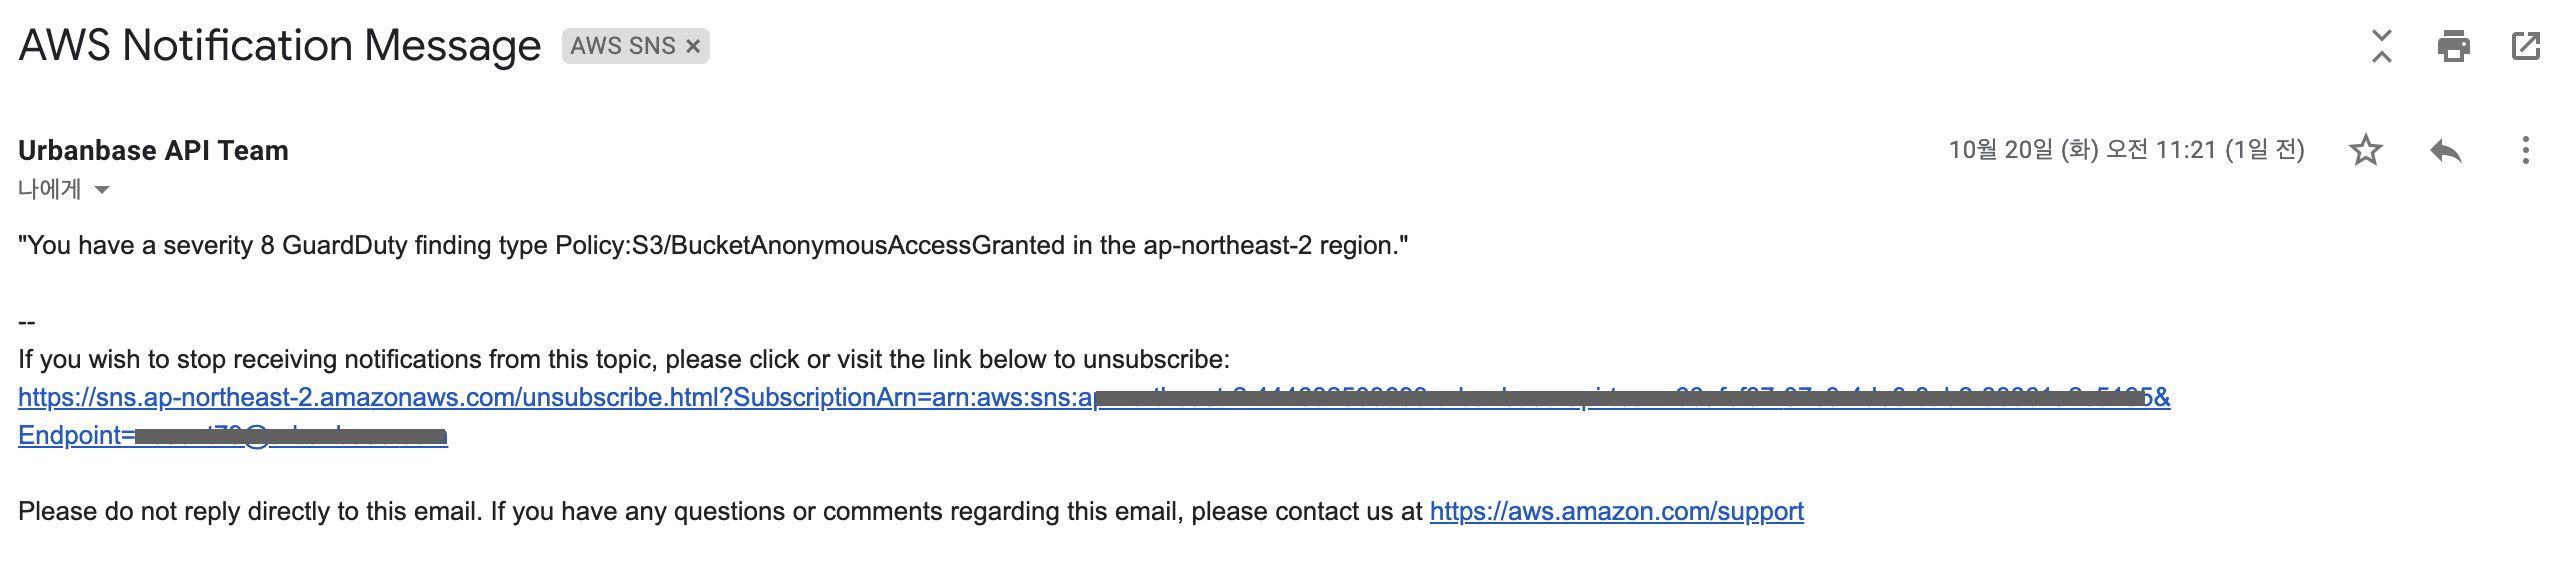 AWS Notification Message AWS SNS ×
Urbanbase API Team 10월 20일 (화) 오전 11:21 (1일 전)
나에게
"You have a severity 8 GuardDuty finding type Policy:S3/BucketAnonymousAccessGranted in the ap-northeast-2 region."
--
If you wish to stop receiving notifications from this topic, please click or visit the link below to unsubscribe:
https://sns.ap-northeast-2.amazonaws.com/unsubscribe.html?SubscriptionArn=arn:aws:sns:ap 5&
Endpoint=
Please do not reply directly to this email. If you have any questions or comments regarding this email, please contact us at https://aws.amazon.com/support